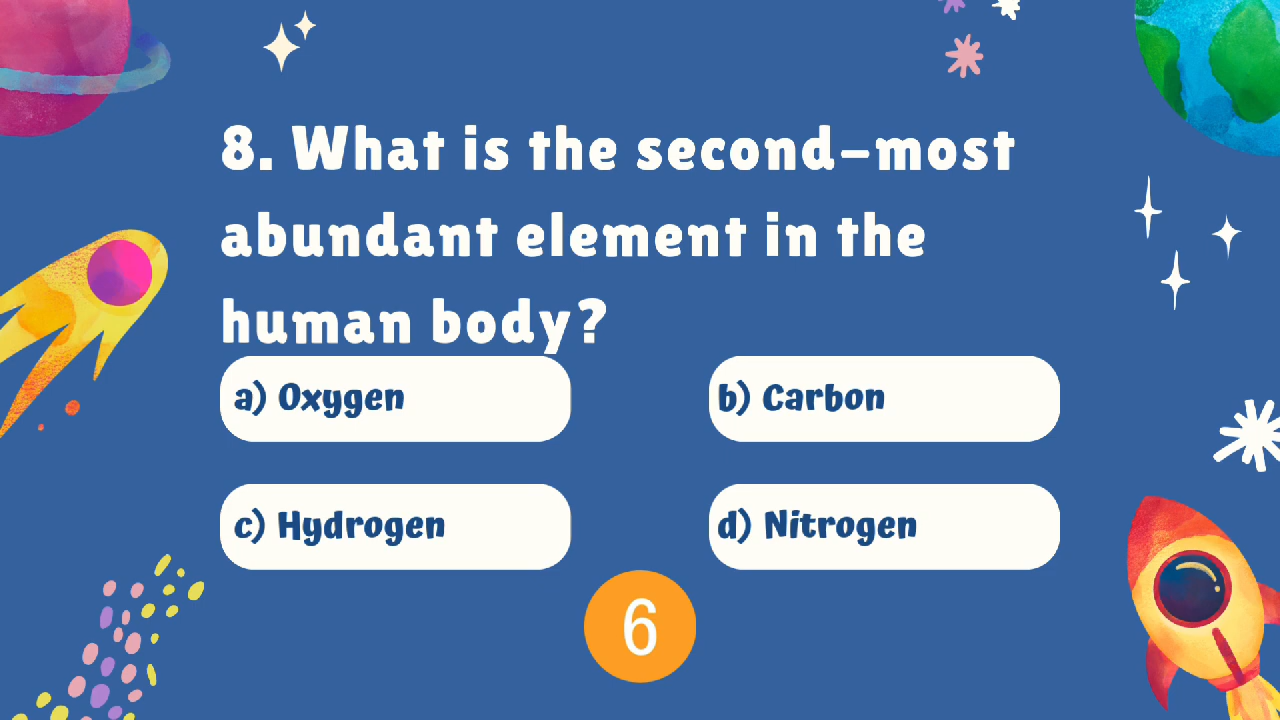 8. What is the second-most
abundant element in the
human body?
a) Oxygen
b) Carbon
c) Hydrogen
d) Nitrogen
6